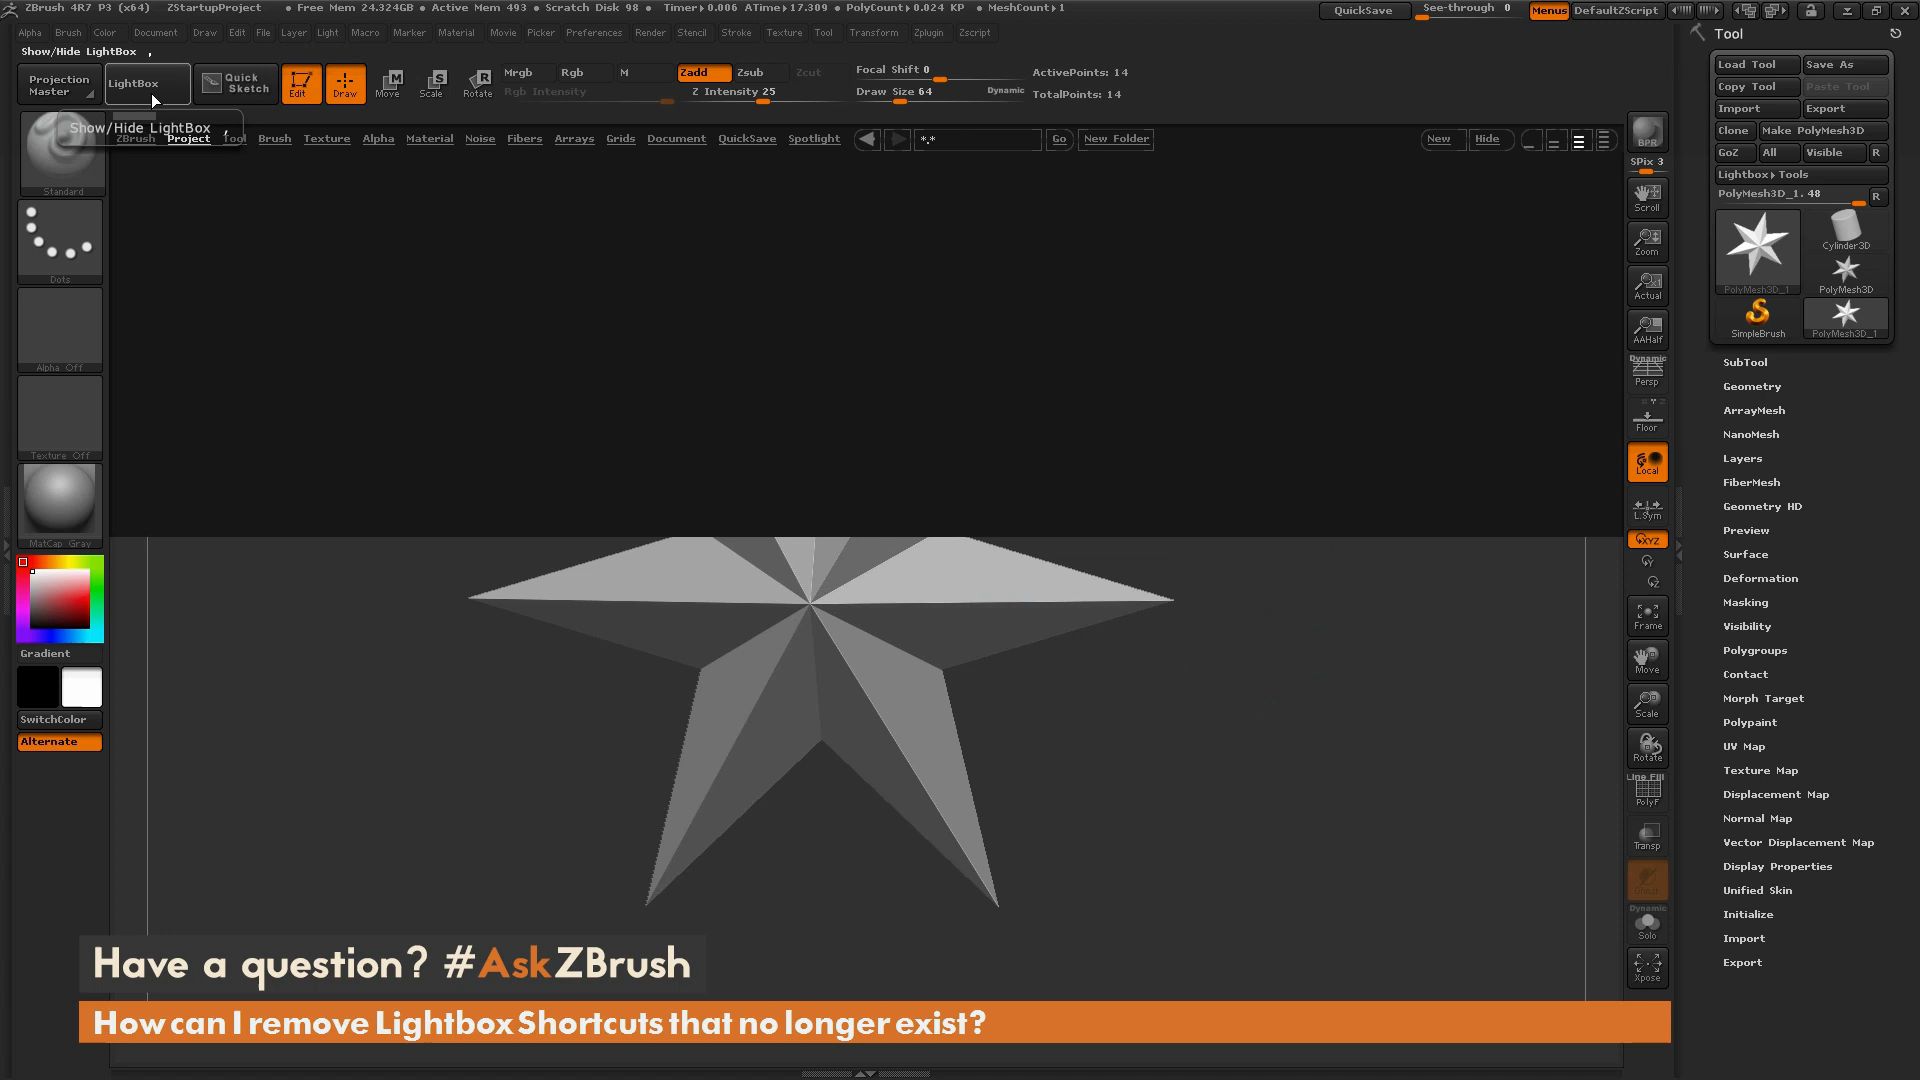 ZBrush 4R7 P3 (x64) ZStartupProject • Free Mem 24.324GB • Active Mem 493 • Scratch Disk 98 • Timer▸0.006 ATime▸17.309 • PolyCount▸0.024 KP • MeshCount▸1 QuickSave See-through 0 Menus DefaultZScript
Alpha Brush Color Document Draw Edit File Layer Light Macro Marker Material Movie Picker Preferences Render Stencil Stroke Texture Tool Transform Zplugin Zscript
Show/Hide LightBox ,
Projection Master
LightBox
Quick Sketch
Edit
Draw
Move
Scale
Rotate
Mrgb Rgb M
Rgb Intensity
Zadd Zsub Zcut
Z Intensity 25
Focal Shift 0
Draw Size 64
Dynamic
ActivePoints: 14
TotalPoints: 14
Show/Hide LightBox ,
ZBrush Project Tool Brush Texture Alpha Material Noise Fibers Arrays Grids Document QuickSave Spotlight *.* Go New Folder New Hide
Standard
Dots
Alpha Off
Texture Off
MatCap Gray
Gradient
SwitchColor
Alternate
BPR
SPix 3
Scroll
Zoom
Actual
AAHalf
Dynamic
Persp
Floor
Local
L.Sym
XYZ
Y
Z
Frame
Move
Scale
Rotate
Line Fill
PolyF
Transp
Ghost
Dynamic
Solo
Xpose
Tool
Load Tool Save As
Copy Tool Paste Tool
Import Export
Clone Make PolyMesh3D
GoZ All Visible R
Lightbox▸Tools
PolyMesh3D_1. 48 R
PolyMesh3D_1
Cylinder3D
PolyMesh3D
SimpleBrush
PolyMesh3D_1
SubTool
Geometry
ArrayMesh
NanoMesh
Layers
FiberMesh
Geometry HD
Preview
Surface
Deformation
Masking
Visibility
Polygroups
Contact
Morph Target
Polypaint
UV Map
Texture Map
Displacement Map
Normal Map
Vector Displacement Map
Display Properties
Unified Skin
Initialize
Import
Export
Have a question? #AskZBrush
How can I remove Lightbox Shortcuts that no longer exist?